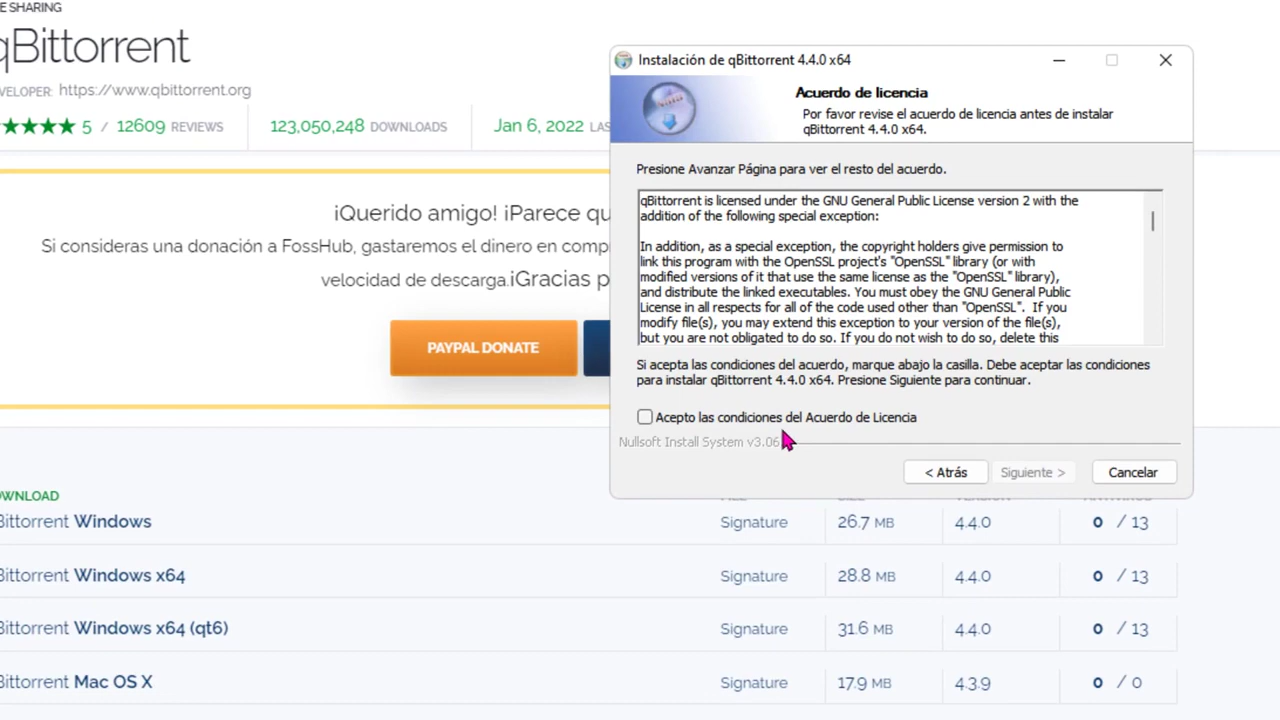 E SHARING
qBittorrent
VELOPER: https://www.qbittorrent.org
5 / 12609 REVIEWS
123,050,248 DOWNLOADS
Jan 6, 2022 LAS
¡Querido amigo! ¡Parece qu
Si consideras una donación a FossHub, gastaremos el dinero en comp
velocidad de descarga.¡Gracias p
PAYPAL DONATE
Instalación de qBittorrent 4.4.0 x64
Acuerdo de licencia
Por favor revise el acuerdo de licencia antes de instalar
qBittorrent 4.4.0 x64.
Presione Avanzar Página para ver el resto del acuerdo.
qBittorrent is licensed under the GNU General Public License version 2 with the
addition of the following special exception:
In addition, as a special exception, the copyright holders give permission to
link this program with the OpenSSL project's "OpenSSL" library (or with
modified versions of it that use the same license as the "OpenSSL" library),
and distribute the linked executables. You must obey the GNU General Public
License in all respects for all of the code used other than "OpenSSL". If you
modify file(s), you may extend this exception to your version of the file(s),
but you are not obligated to do so. If you do not wish to do so, delete this
Si acepta las condiciones del acuerdo, marque abajo la casilla. Debe aceptar las condiciones
para instalar qBittorrent 4.4.0 x64. Presione Siguiente para continuar.
Acepto las condiciones del Acuerdo de Licencia
Nullsoft Install System v3.06
< Atrás
Siguiente >
Cancelar
OWNLOAD
Bittorrent Windows Signature 26.7 MB 4.4.0 0 / 13
Bittorrent Windows x64 Signature 28.8 MB 4.4.0 0 / 13
Bittorrent Windows x64 (qt6) Signature 31.6 MB 4.4.0 0 / 13
Bittorrent Mac OS X Signature 17.9 MB 4.3.9 0 / 0